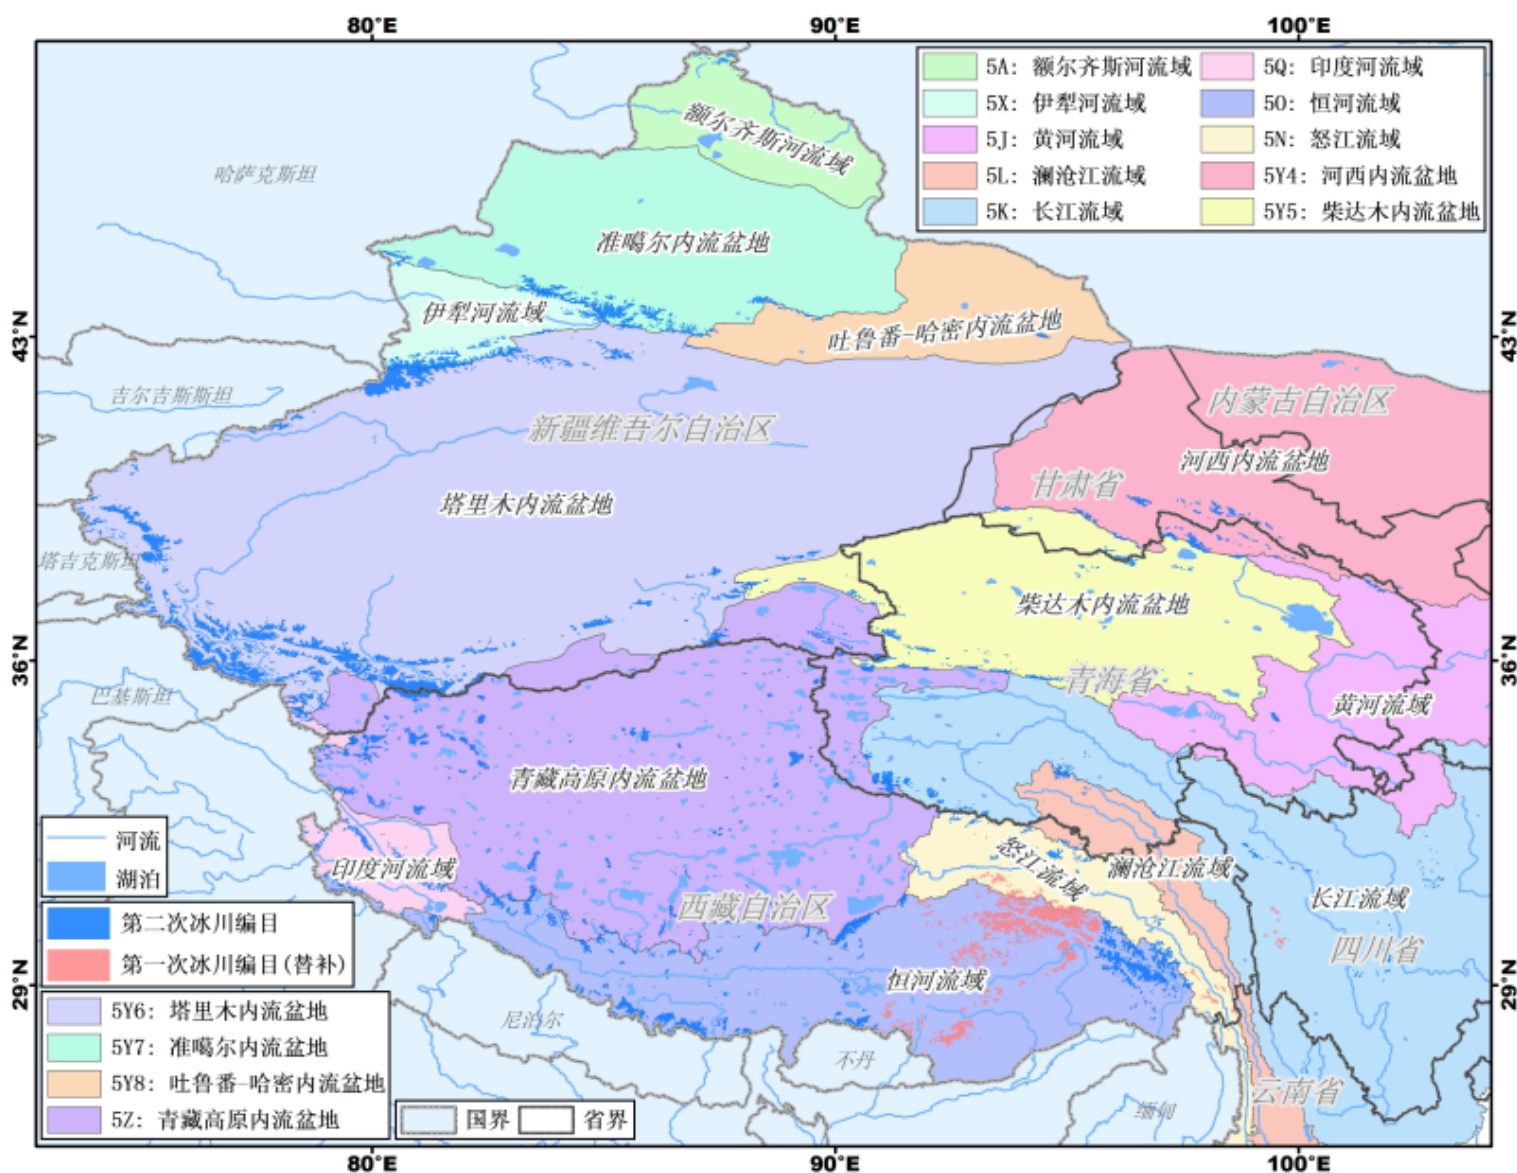 80°E 90°E 100°E
5A: 额尔齐斯河流域 5Q: 印度河流域
5X: 伊犁河流域 5O: 恒河流域
5J: 黄河流域 5N: 怒江流域
5L: 澜沧江流域 5Y4: 河西内流盆地
5K: 长江流域 5Y5: 柴达木内流盆地
额尔齐斯河流域
哈萨克斯坦
准噶尔内流盆地
伊犁河流域
吐鲁番-哈密内流盆地
43°N 43°N
吉尔吉斯斯坦
新疆维吾尔自治区
内蒙古自治区
河西内流盆地
甘肃省
塔里木内流盆地
塔吉克斯坦
柴达木内流盆地
36°N 36°N
青海省
巴基斯坦
黄河流域
青藏高原内流盆地
河流
湖泊
印度河流域
怒江流域
澜沧江流域
长江流域
西藏自治区
四川省
第二次冰川编目
第一次冰川编目(替补)
恒河流域
29°N 29°N
5Y6: 塔里木内流盆地
5Y7: 准噶尔内流盆地
5Y8: 吐鲁番-哈密内流盆地
5Z: 青藏高原内流盆地
尼泊尔
不丹
缅甸
云南省
国界 省界
80°E 90°E 100°E